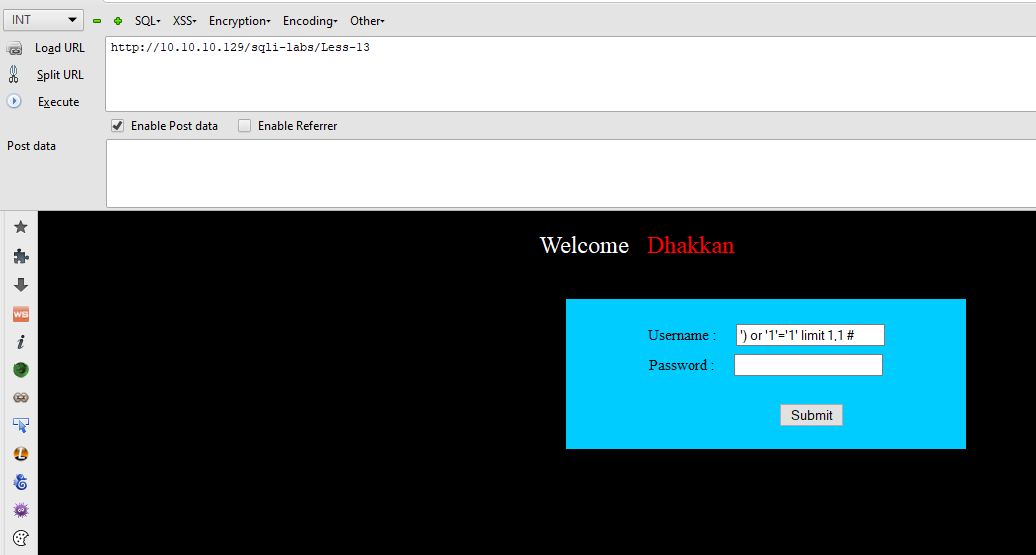 INT SQL XSS Encryption Encoding Other
Load URL http://10.10.10.129/sqli-labs/Less-13
Split URL
Execute
Enable Post data Enable Referrer
Post data
Welcome Dhakkan
Username : ') or '1'='1' limit 1,1 #
Password :
Submit